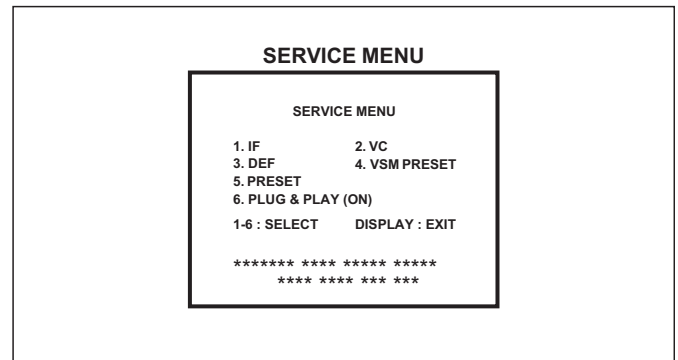 SERVICE MENU
SERVICE MENU
1. IF 2. VC
3. DEF 4. VSM PRESET
5. PRESET
6. PLUG & PLAY (ON)
1-6 : SELECT DISPLAY : EXIT
******* **** ***** *****
**** **** *** ***